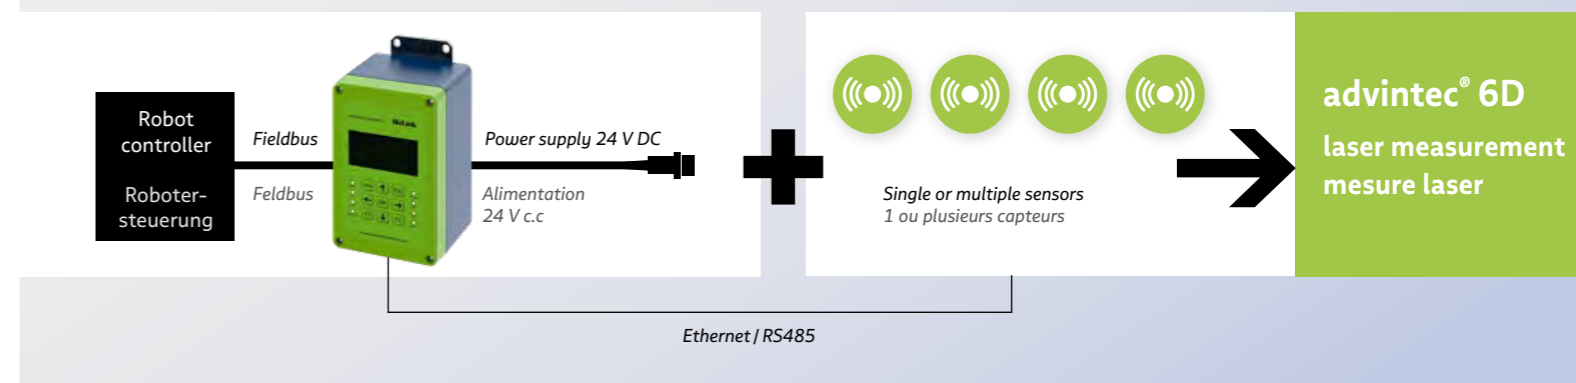 Robot
controller
Roboter-
steuerung
Fieldbus
Feldbus
Power supply 24 V DC
Alimentation
24 V c.c
Single or multiple sensors
1 ou plusieurs capteurs
advintec® 6D
laser measurement
mesure laser
Ethernet / RS485